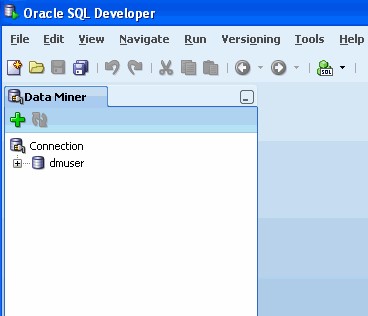 Oracle SQL Developer
File Edit View Navigate Run Versioning Tools Help
SQL
Data Miner
Connection
dmuser